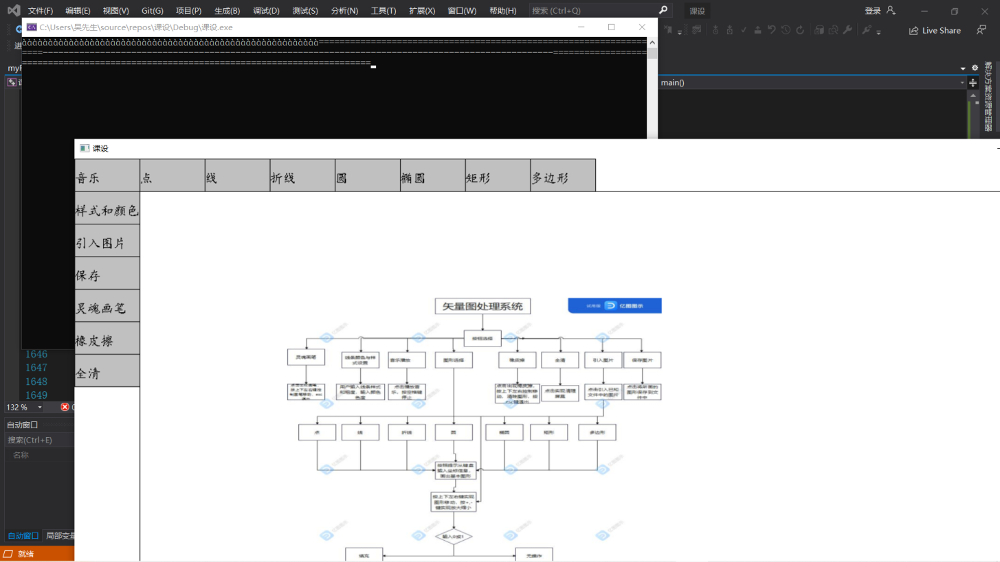 文件(F) 编辑(E) 视图(V) Git(G) 项目(P) 生成(B) 调试(D) 测试(S) 分析(N) 工具(T) 扩展(X) 窗口(W) 帮助(H) 搜索 (Ctrl+Q) 课设 登录
C:\Users\吴先生\source\repos\课设\Debug\课设.exe
Live Share
main()
解决方案资源管理器
课设
音乐 点 线 折线 圆 椭圆 矩形 多边形
样式和颜色
引入图片
保存
灵魂画笔
橡皮擦
全清
1646
1647
1648
1649
132 %
自动窗口
搜索(Ctrl+E)
名称
自动窗口 局部变量
就绪
矢量图处理系统
亿图图示
按钮选择
灵魂画笔
线条颜色与样式设置
音乐播放
图形选择
橡皮擦
全清
引入图片
保存图片
用户输入线条样式和粗度、输入颜色色度
点击播放音乐、按空格键停止
点击实现清理屏幕
点击引入已知文件中的图片
点击将所画的图形保存到文件中
点 线 折线 圆 椭圆 矩形 多边形
按照提示从键盘输入坐标信息，画出基本图形
按上下左右键实现图形移动、按+,-键实现放大缩小
输入0或1
填充 无操作